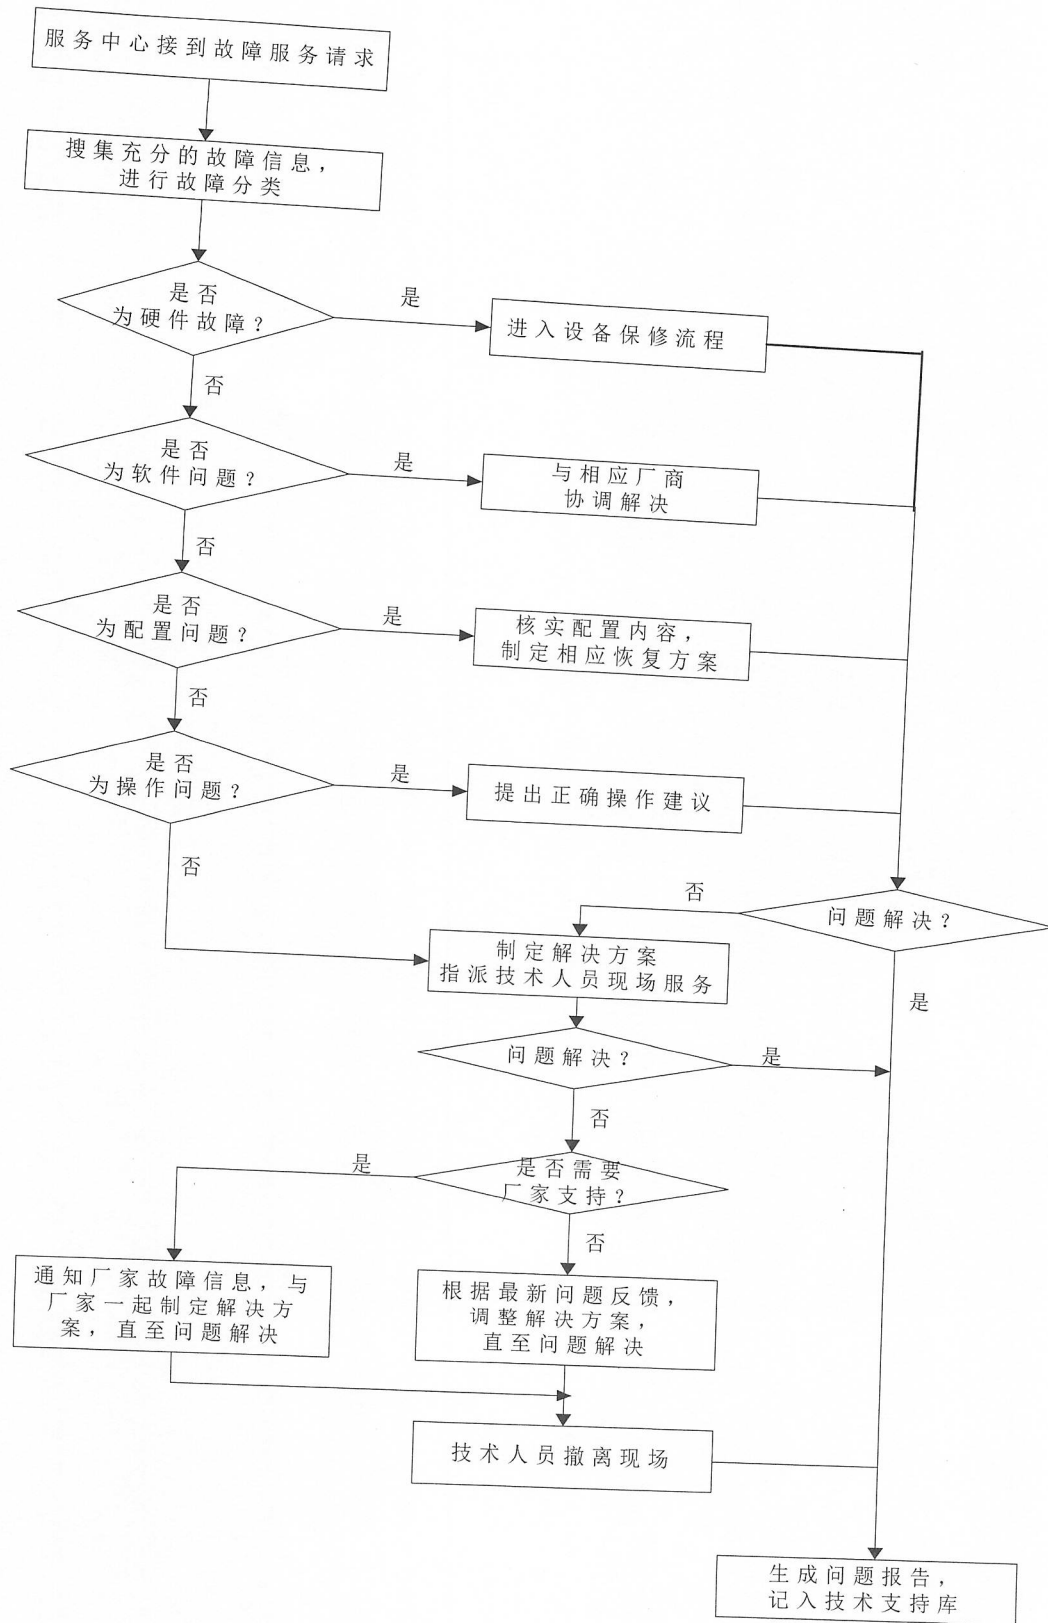 服务中心接到故障服务请求
搜集充分的故障信息，
进行故障分类
是否
为硬件故障？
是
进入设备保修流程
否
是否
为软件问题？
是
与相应厂商
协调解决
否
是否
为配置问题？
是
核实配置内容，
制定相应恢复方案
否
是否
为操作问题？
是
提出正确操作建议
否
否
问题解决？
制定解决方案
指派技术人员现场服务
是
问题解决？
是
否
是
是否需要
厂家支持？
否
通知厂家故障信息，与
厂家一起制定解决方
案，直至问题解决
根据最新问题反馈，
调整解决方案，
直至问题解决
技术人员撤离现场
生成问题报告，
记入技术支持库